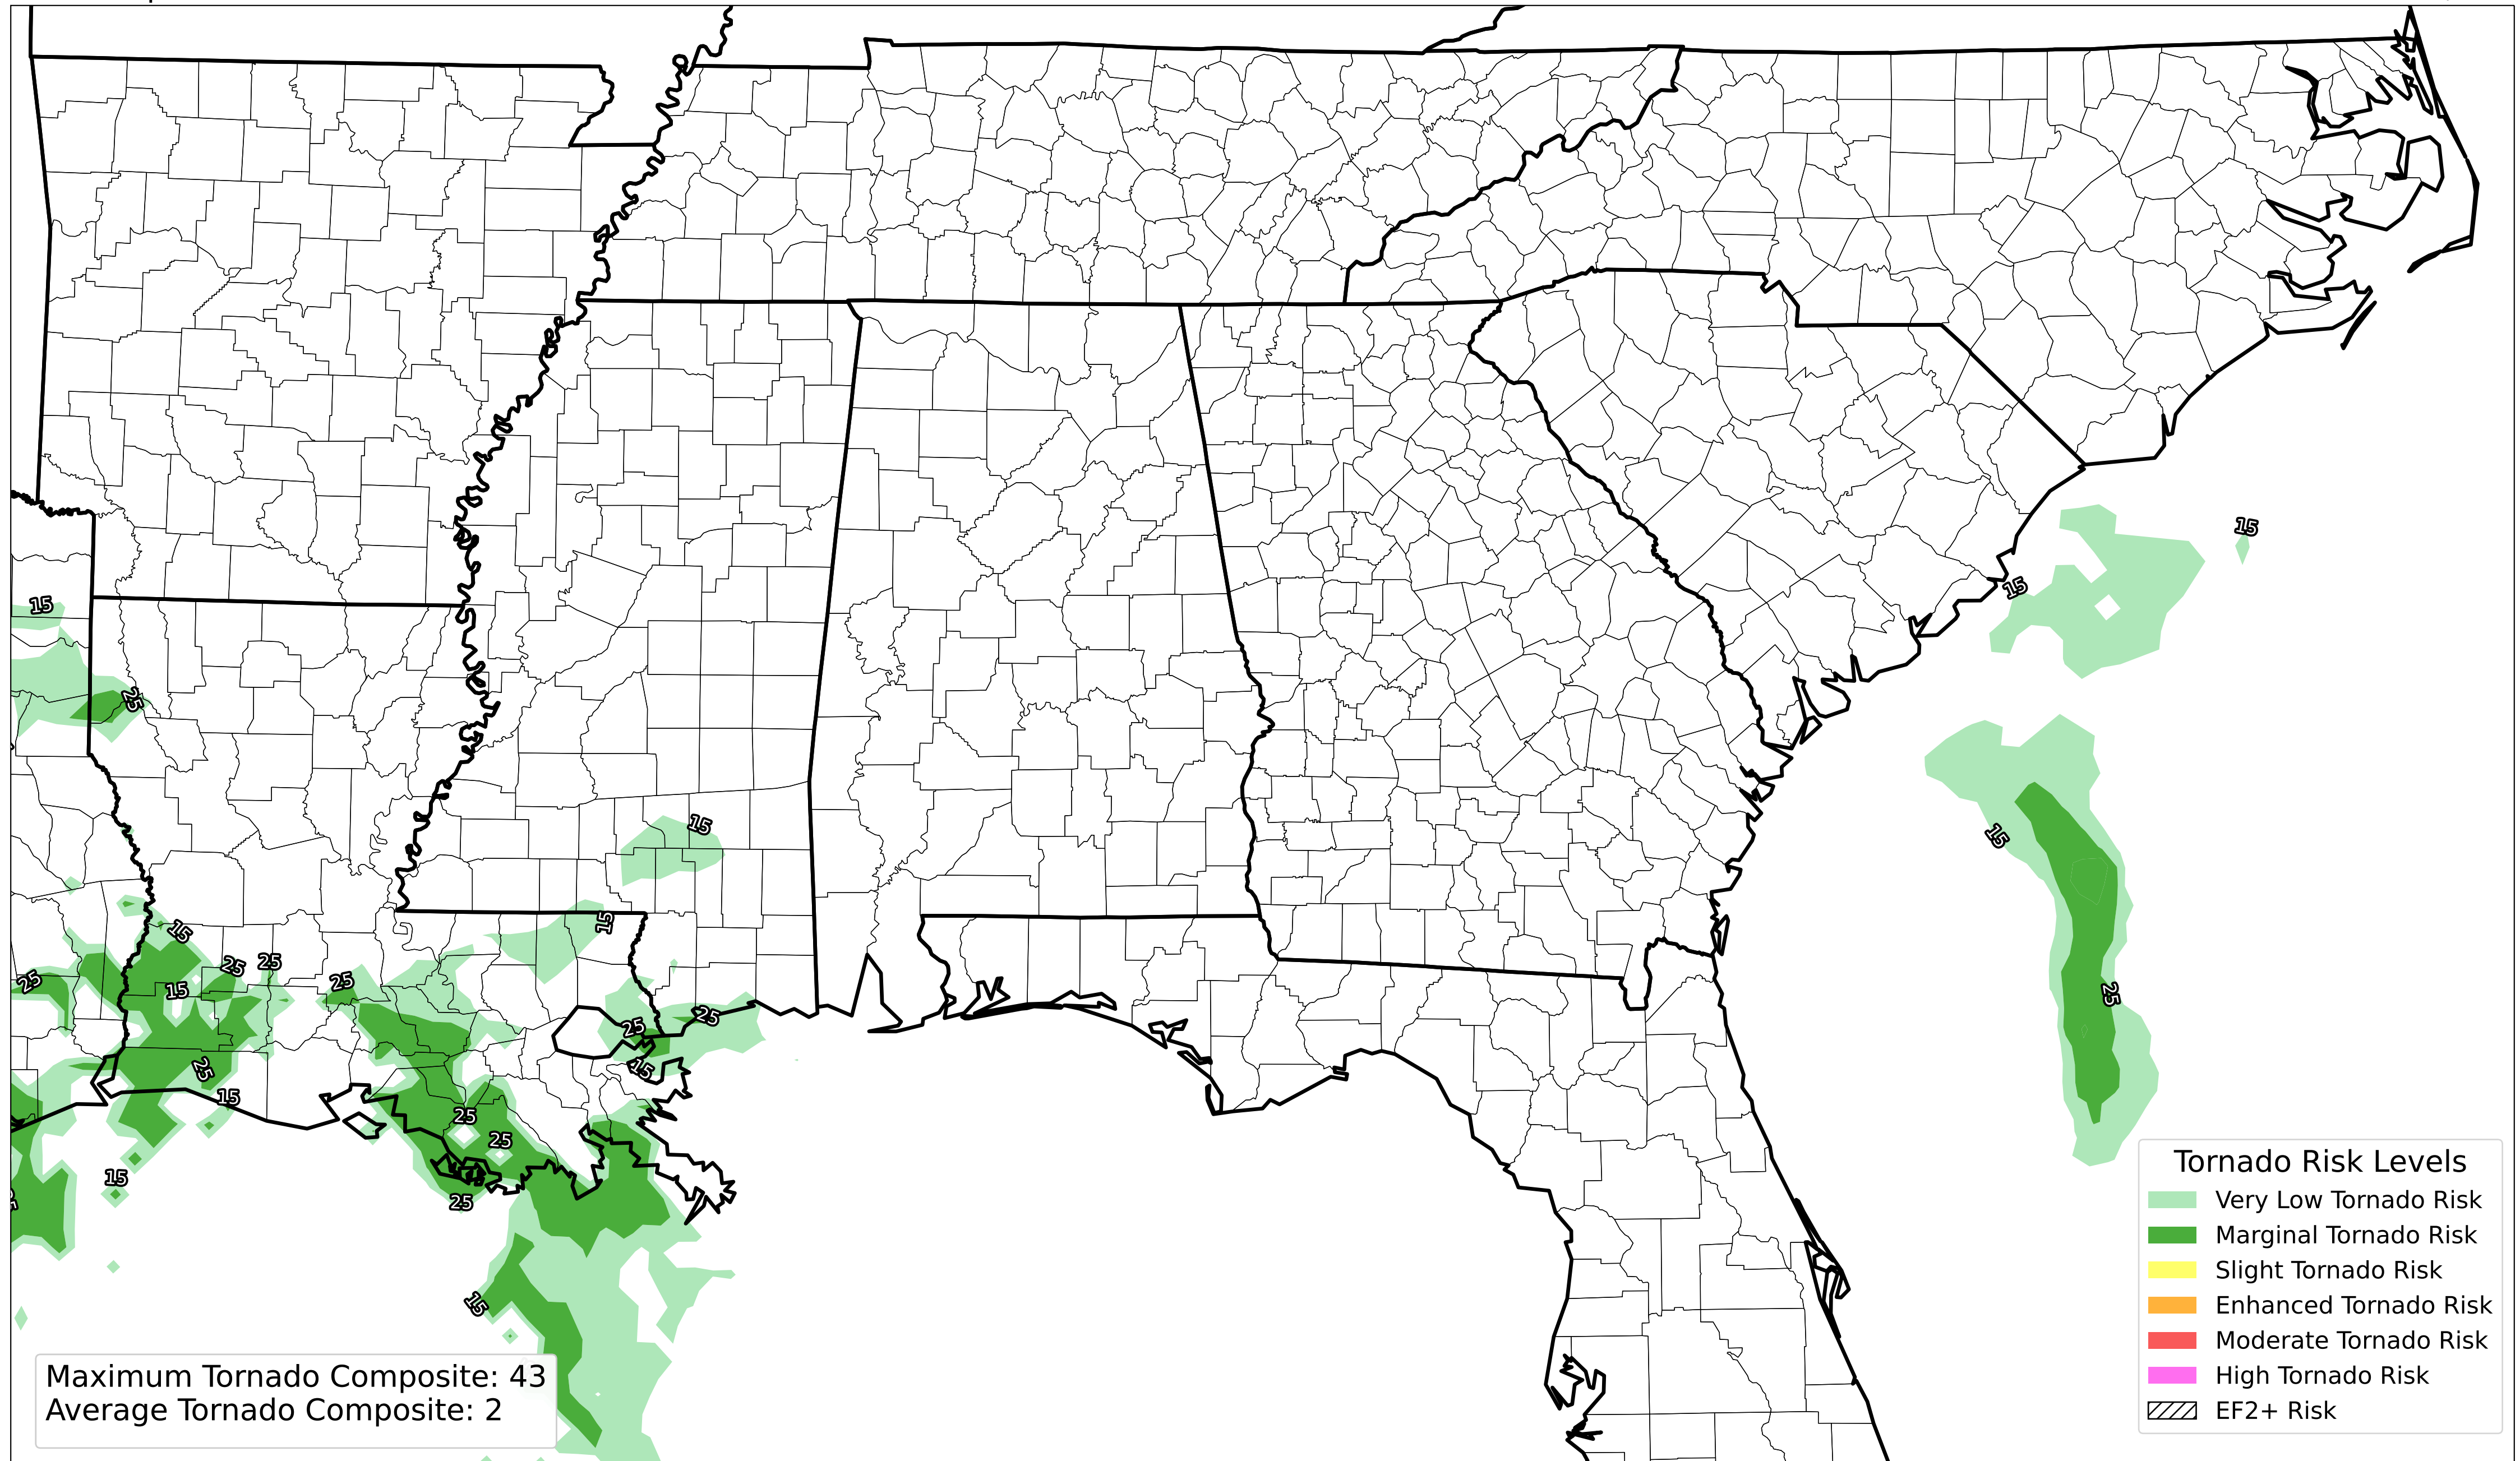 15
15
15
25
15
15
15
15
15
25
25
25
25
25
15
25
25
25
15
25
15
25
25
15
25
15
Tornado Risk Levels
Very Low Tornado Risk
Marginal Tornado Risk
Slight Tornado Risk
Enhanced Tornado Risk
Moderate Tornado Risk
High Tornado Risk
EF2+ Risk
Maximum Tornado Composite: 43
Average Tornado Composite: 2